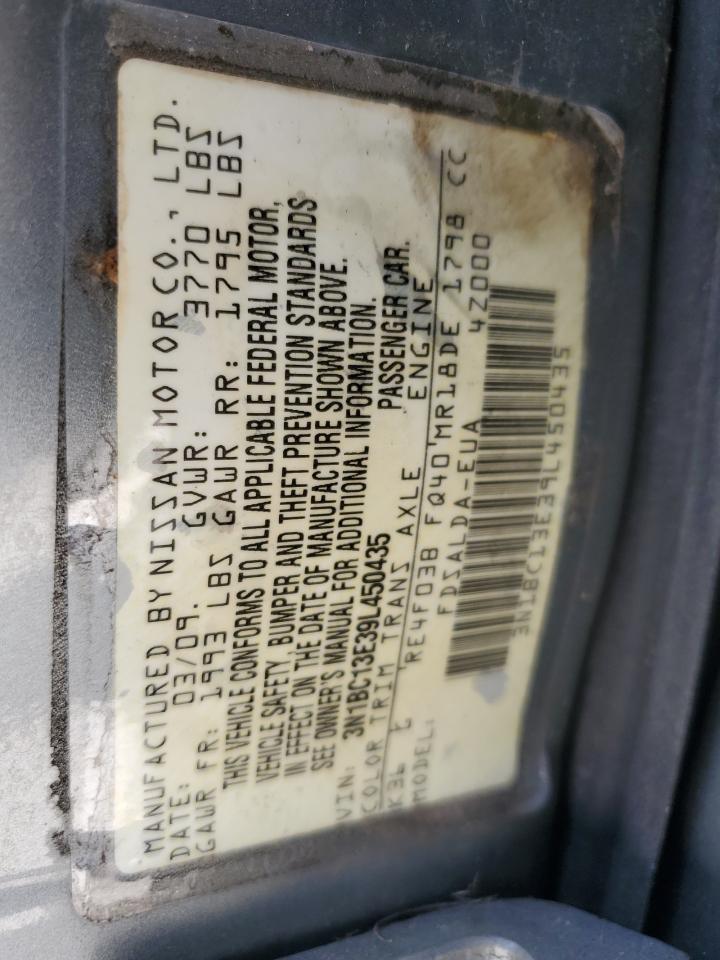 MANUFACTURED BY NISSAN MOTOR CO., LTD.
DATE: 03/09. GVWR: 3770 LBS
GAWR FR: 1993 LBS GAWR RR: 1795 LBS
THIS VEHICLE CONFORMS TO ALL APPLICABLE FEDERAL MOTOR,
VEHICLE SAFETY, BUMPER AND THEFT PREVENTION STANDARDS
IN EFFECT ON THE DATE OF MANUFACTURE SHOWN ABOVE.
SEE OWNER'S MANUAL FOR ADDITIONAL INFORMATION.
VIN: 3N1BC13E39L450435 PASSENGER CAR.
COLOR TRIM TRANS AXLE ENGINE
K36 RE4F03B FQ40 MR18DE 1798 CC
MODEL: FDSALDA-EUA 4Z000
3N1BC13E39L450435